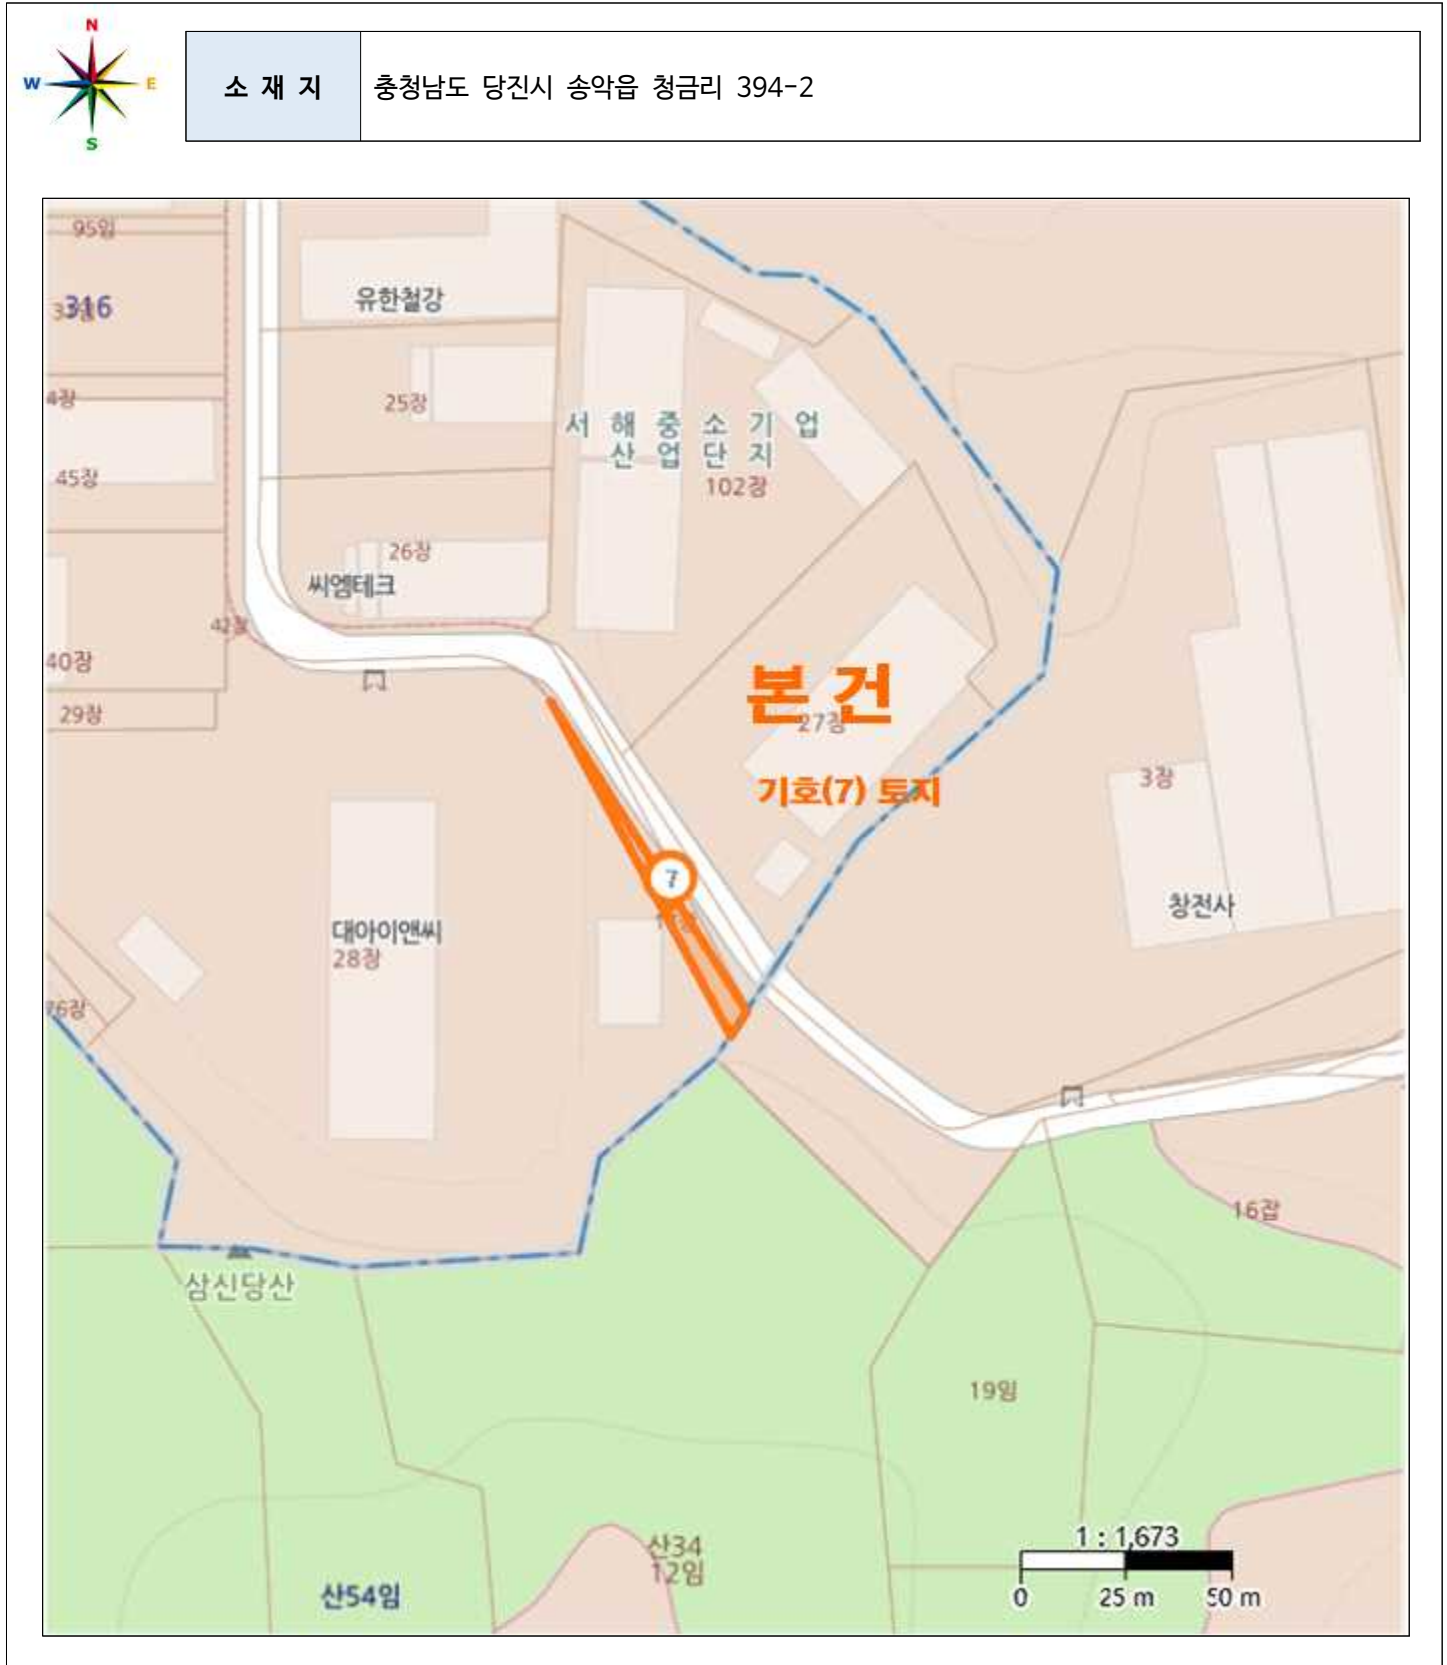 N
W
E
S
소 재 지
충청남도 당진시 송악읍 청금리 394-2
95임
316
유한철강
4장
25장
서 해 중 소 기 업
산 업 단 지
102장
45장
26장
씨엠테크
42장
40장
29장
본 건
27장
기호(7) 토지
3장
7
창전사
대아이앤씨
28장
76장
16잡
삼신당산
19임
산34
12임
산54임
1 : 1,673
0
25 m
50 m